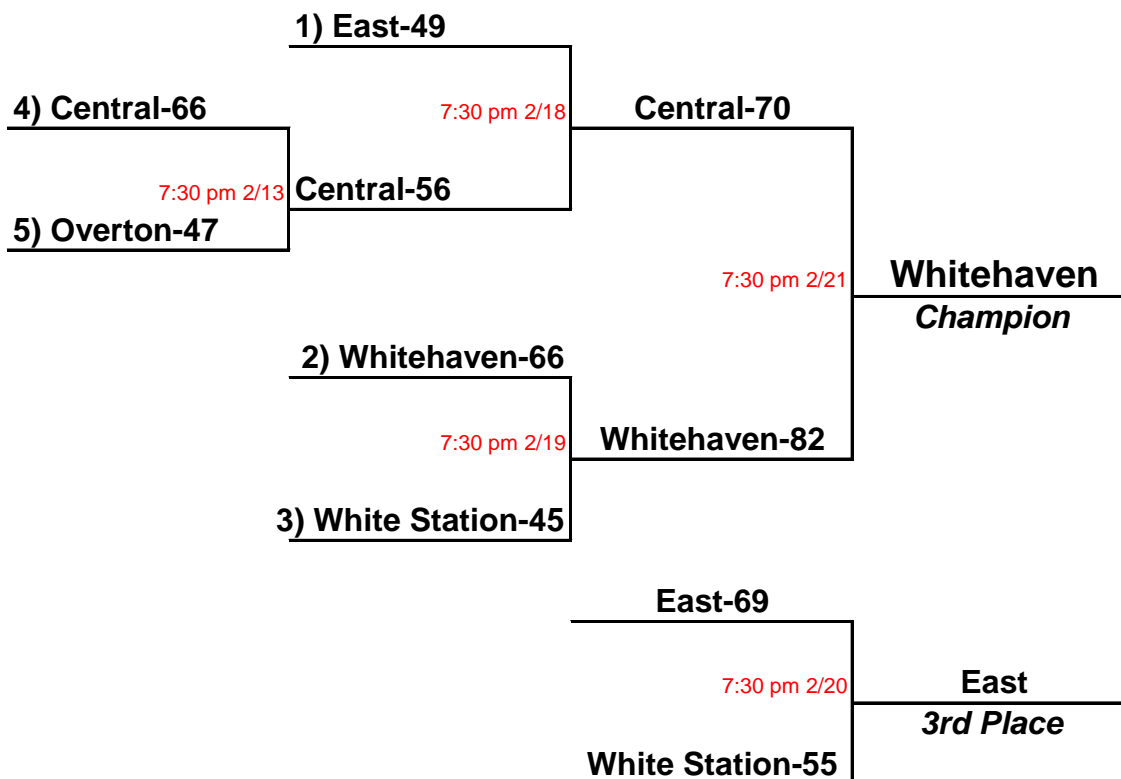 1) East-49
4) Central-66
7:30 pm 2/18
Central-70
7:30 pm 2/13
Central-56
5) Overton-47
7:30 pm 2/21
Whitehaven
Champion
2) Whitehaven-66
7:30 pm 2/19
Whitehaven-82
3) White Station-45
East-69
7:30 pm 2/20
East
3rd Place
White Station-55